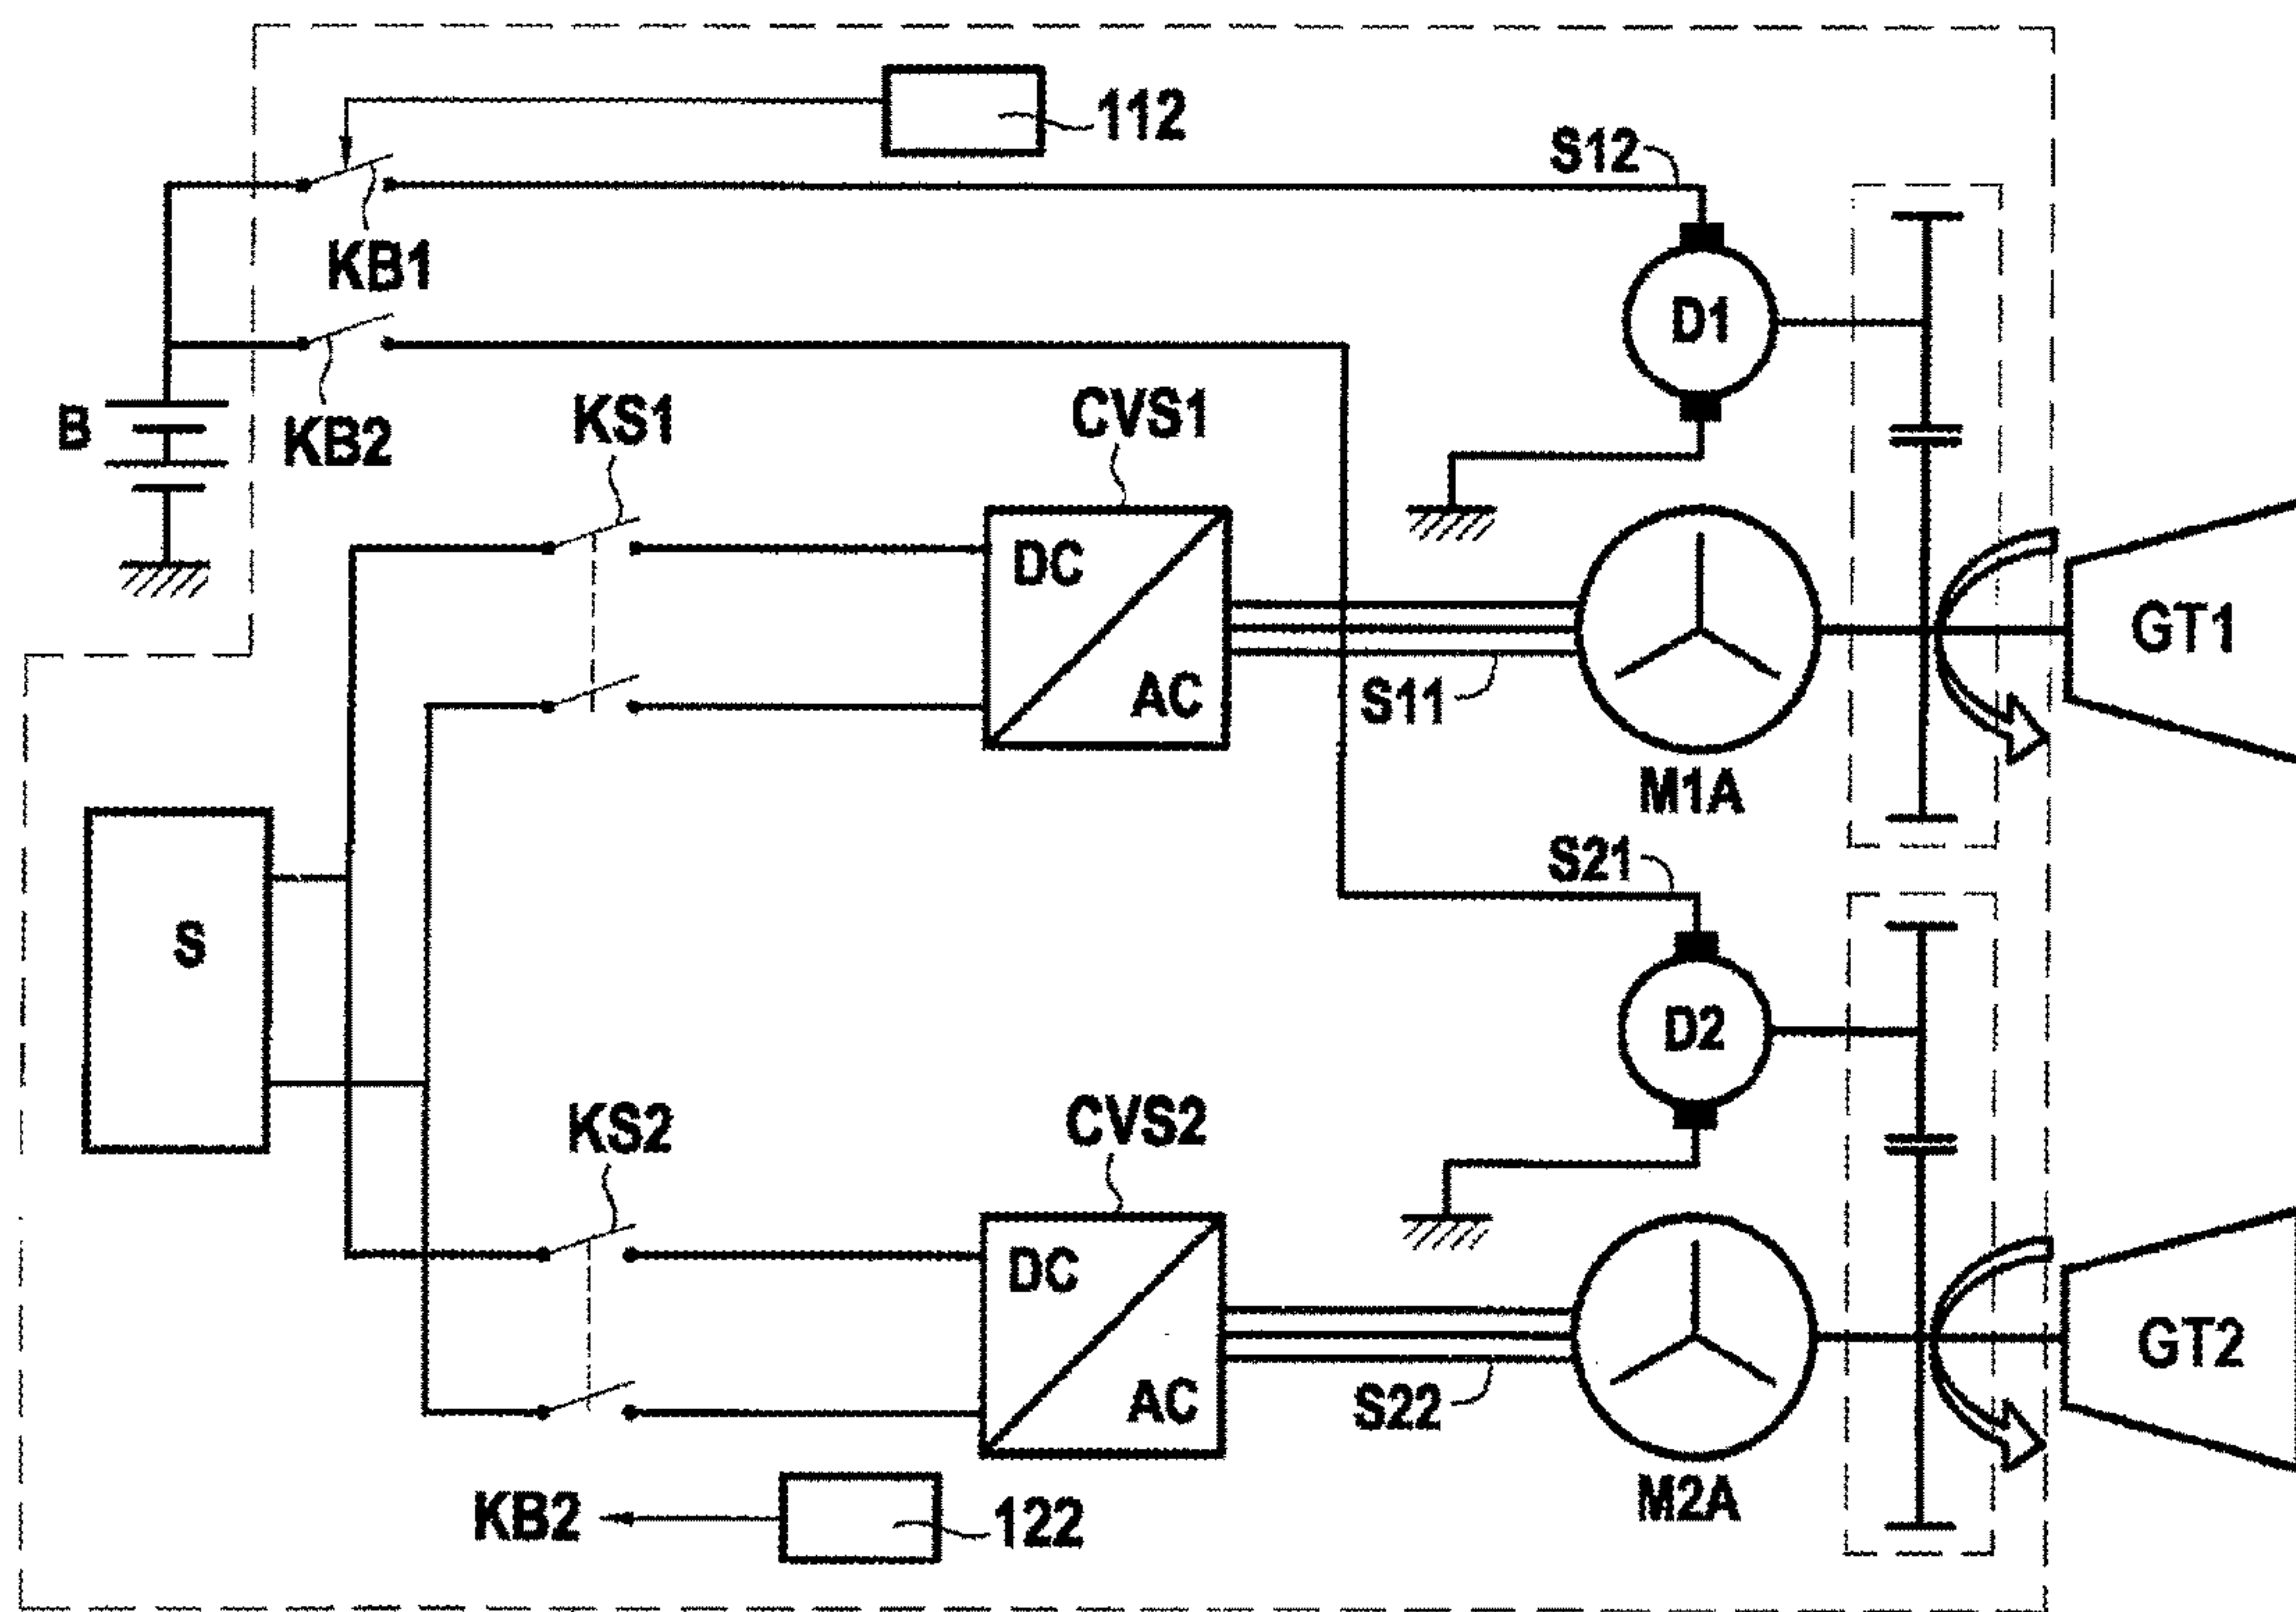 112
S12
KB1
D1
B
KB2
KS1
CVS1
DC
AC
S11
M1A
GT1
S
S21
D2
KS2
CVS2
DC
AC
S22
M2A
GT2
KB2
122